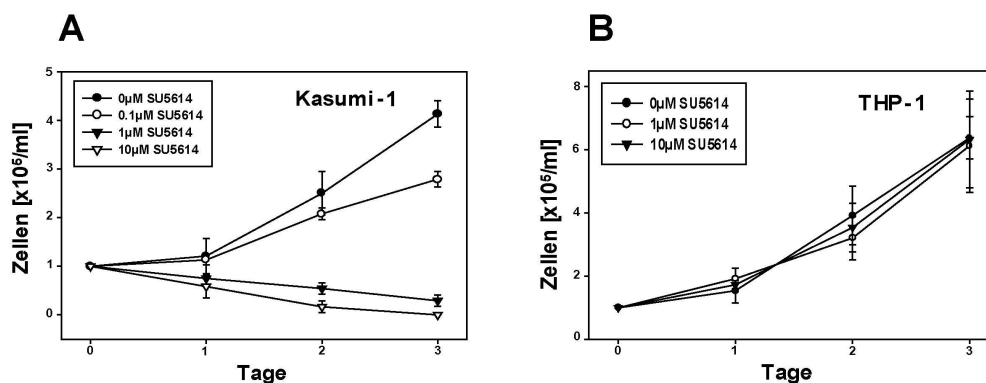 A
5
4
3
2
1
0
0
1
2
3
Zellen [x10⁵/ml]
Tage
0µM SU5614
0.1µM SU5614
1µM SU5614
10µM SU5614
Kasumi-1
B
8
6
4
2
0
0
1
2
3
Zellen [x10⁵/ml]
Tage
0µM SU5614
1µM SU5614
10µM SU5614
THP-1